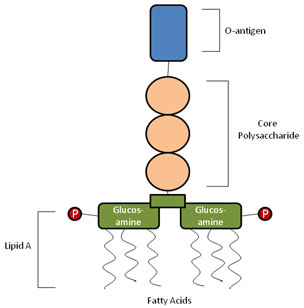 O-antigen
Core
Polysaccharide
Glucos-
amine
Glucos-
amine
P
P
Lipid A
Fatty Acids